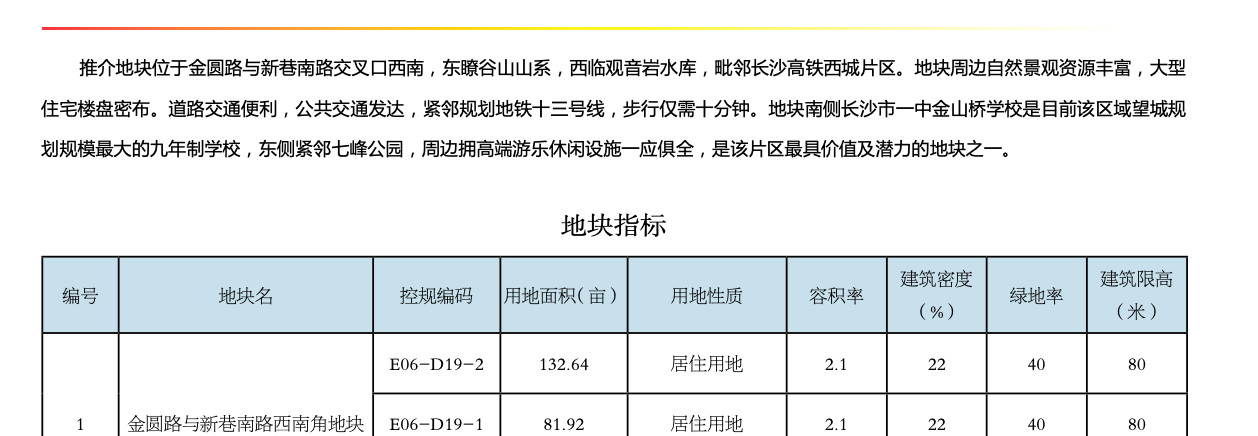 推介地块位于金圆路与新巷南路交叉口西南，东瞭谷山山系，西临观音岩水库，毗邻长沙高铁西城片区。地块周边自然景观资源丰富，大型
住宅楼盘密布。道路交通便利，公共交通发达，紧邻规划地铁十三号线，步行仅需十分钟。地块南侧长沙市一中金山桥学校是目前该区域望城规
划规模最大的九年制学校，东侧紧邻七峰公园，周边拥高端游乐休闲设施一应俱全，是该片区最具价值及潜力的地块之一。
地块指标
编号 地块名 控规编码 用地面积（亩） 用地性质 容积率 建筑密度（%） 绿地率 建筑限高（米）
E06-D19-2 132.64 居住用地 2.1 22 40 80
1 金圆路与新巷南路西南角地块 E06-D19-1 81.92 居住用地 2.1 22 40 80